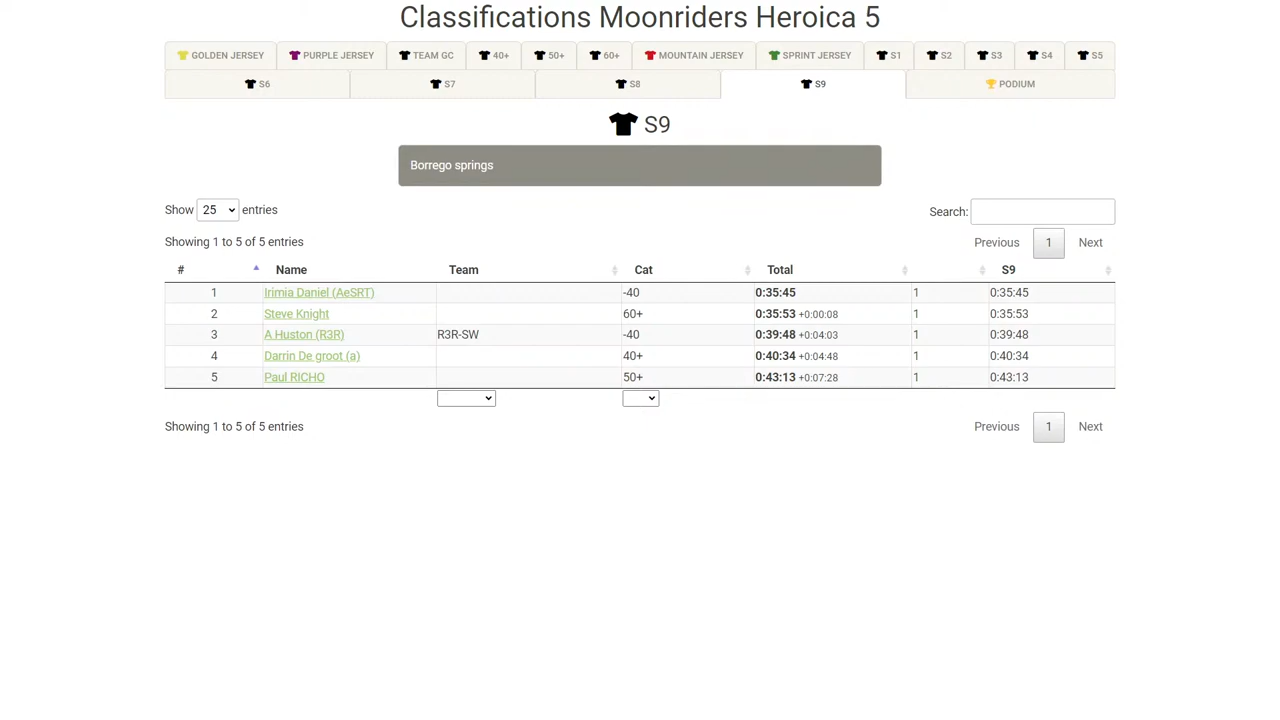 Classifications Moonriders Heroica 5
GOLDEN JERSEY PURPLE JERSEY TEAM GC 40+ 50+ 60+ MOUNTAIN JERSEY SPRINT JERSEY S1 S2 S3 S4 S5
S6 S7 S8 S9 PODIUM
S9
Borrego springs
Show 25 entries Search:
Showing 1 to 5 of 5 entries Previous 1 Next
# Name Team Cat Total S9
1 Irimia Daniel (AeSRT) -40 0:35:45 1 0:35:45
2 Steve Knight 60+ 0:35:53 +0:00:08 1 0:35:53
3 A Huston (R3R) R3R-SW -40 0:39:48 +0:04:03 1 0:39:48
4 Darrin De groot (a) 40+ 0:40:34 +0:04:48 1 0:40:34
5 Paul RICHO 50+ 0:43:13 +0:07:28 1 0:43:13
Showing 1 to 5 of 5 entries Previous 1 Next